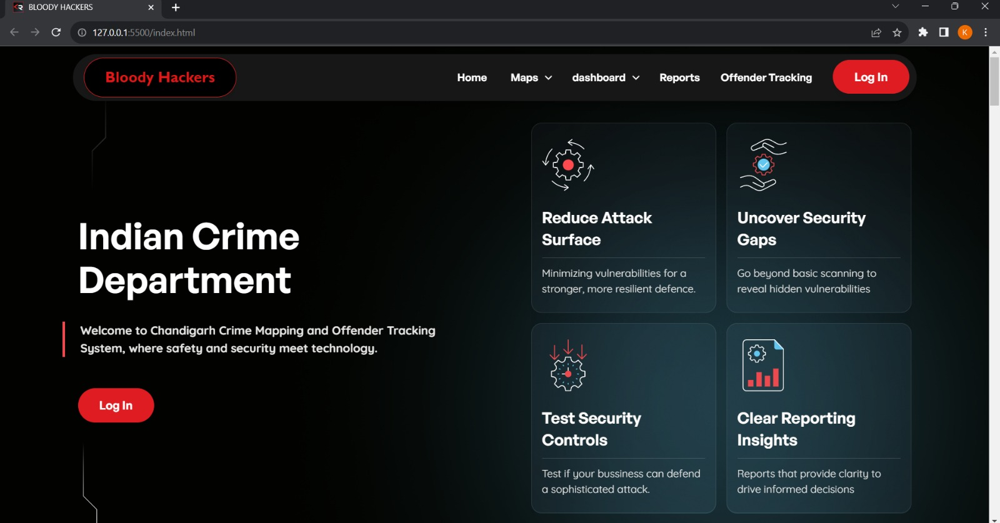 BLOODY HACKERS
127.0.0.1:5500/index.html
K
Bloody Hackers
Home Maps dashboard Reports Offender Tracking Log In
Indian Crime
Department
Welcome to Chandigarh Crime Mapping and Offender Tracking
System, where safety and security meet technology.
Log In
Reduce Attack
Surface
Minimizing vulnerabilities for a
stronger, more resilient defence.
Uncover Security
Gaps
Go beyond basic scanning to
reveal hidden vulnerabilities
Test Security
Controls
Test if your bussiness can defend
a sophisticated attack.
Clear Reporting
Insights
Reports that provide clarity to
drive informed decisions